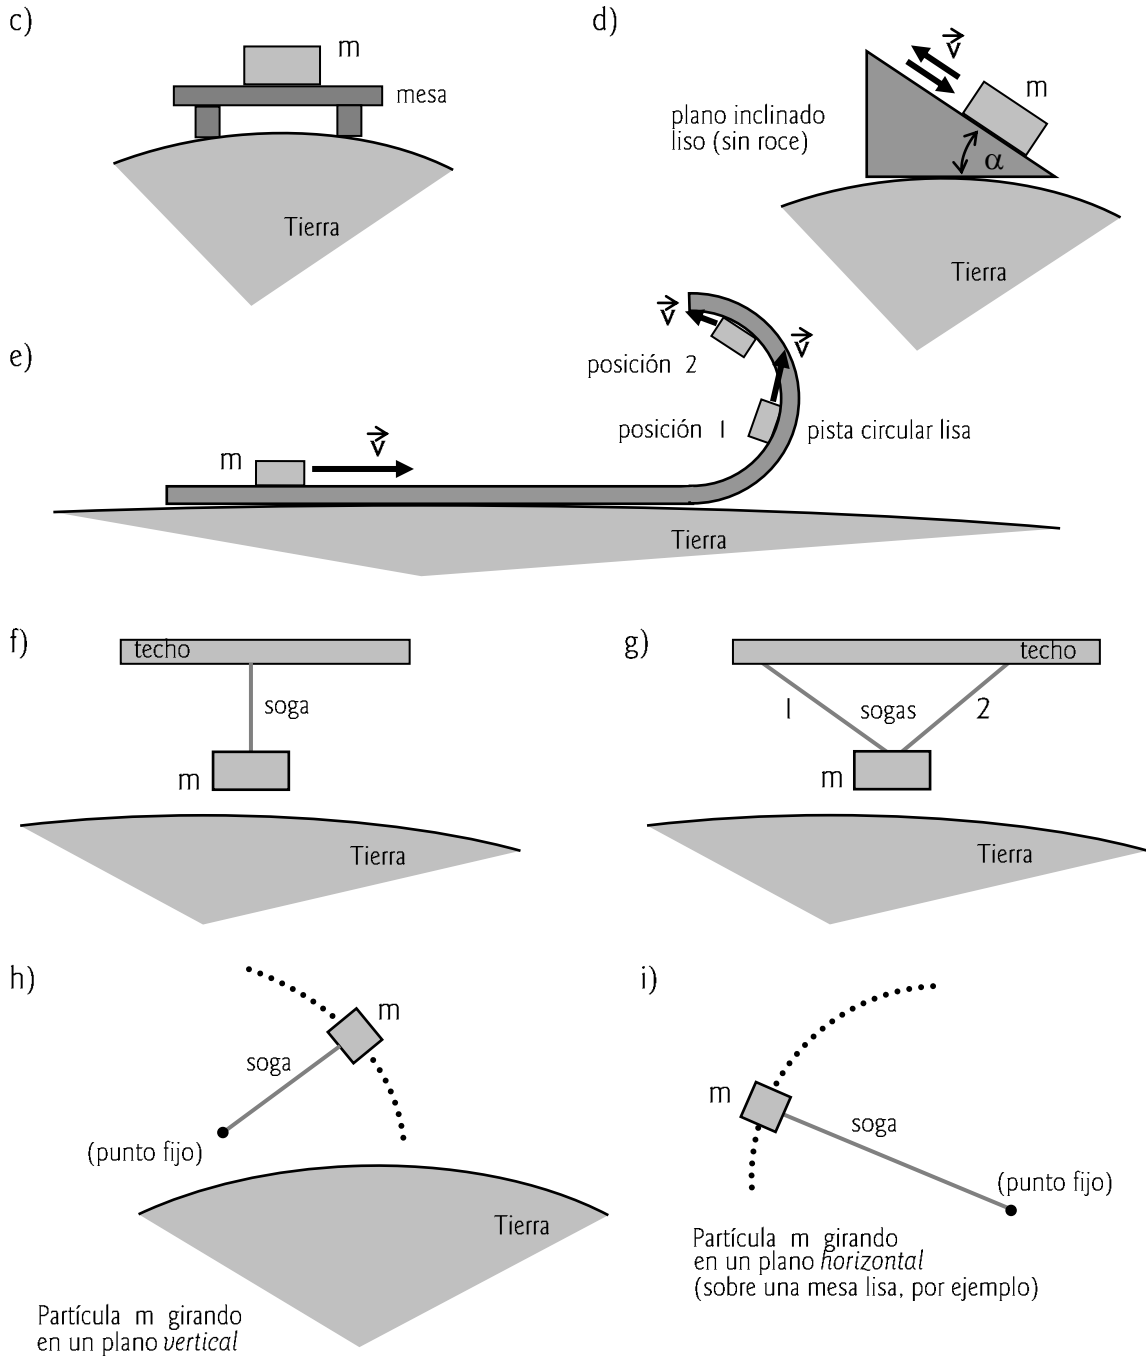 c)
m
mesa
Tierra
d)
v
m
plano inclinado
liso (sin roce)
α
Tierra
e)
v
v
posición 2
posición 1
pista circular lisa
m
v
Tierra
f)
techo
soga
m
Tierra
g)
techo
1
sogas
2
m
Tierra
h)
m
soga
(punto fijo)
Tierra
Partícula m girando
en un plano vertical
i)
m
soga
(punto fijo)
Partícula m girando
en un plano horizontal
(sobre una mesa lisa, por ejemplo)